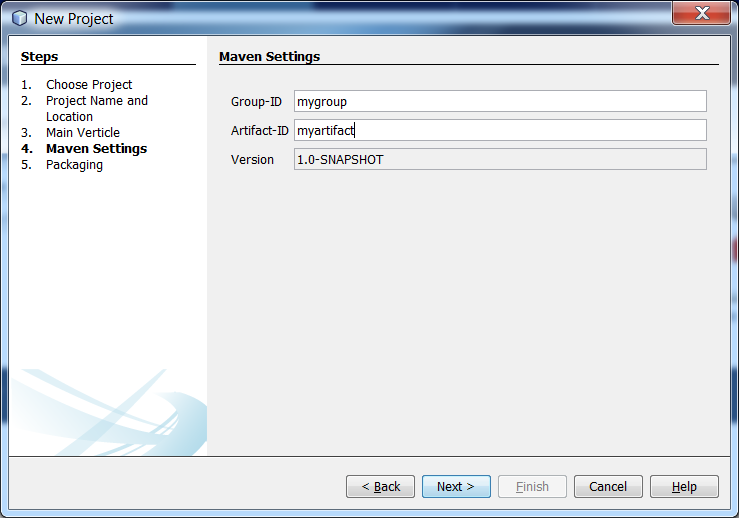 New Project
Steps
1. Choose Project
2. Project Name and
Location
3. Main Verticle
4. Maven Settings
5. Packaging
Maven Settings
Group-ID mygroup
Artifact-ID myartifact
Version 1.0-SNAPSHOT
< Back Next > Finish Cancel Help